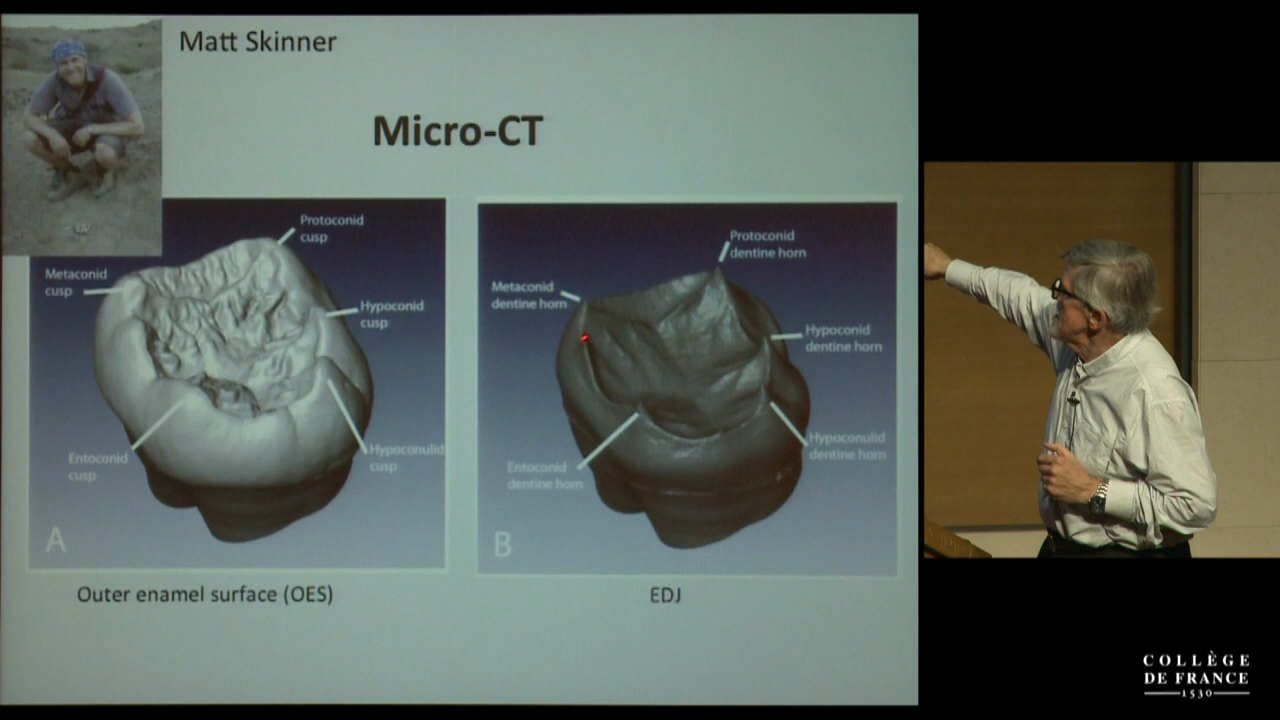 Matt Skinner
Micro-CT
Protoconid
cusp
Metaconid
cusp
Hypoconid
cusp
Entoconid
cusp
Hypoconulid
cusp
A
Outer enamel surface (OES)
Protoconid
dentine horn
Metaconid
dentine horn
Hypoconid
dentine horn
Entoconid
dentine horn
Hypoconulid
dentine horn
B
EDJ
COLLÈGE
DE FRANCE
1530